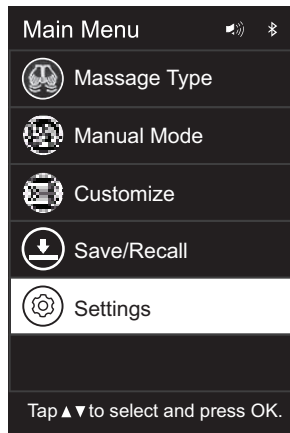 Main Menu
Massage Type
Manual Mode
Customize
Save/Recall
Settings
Tap ▲▼ to select and press OK.